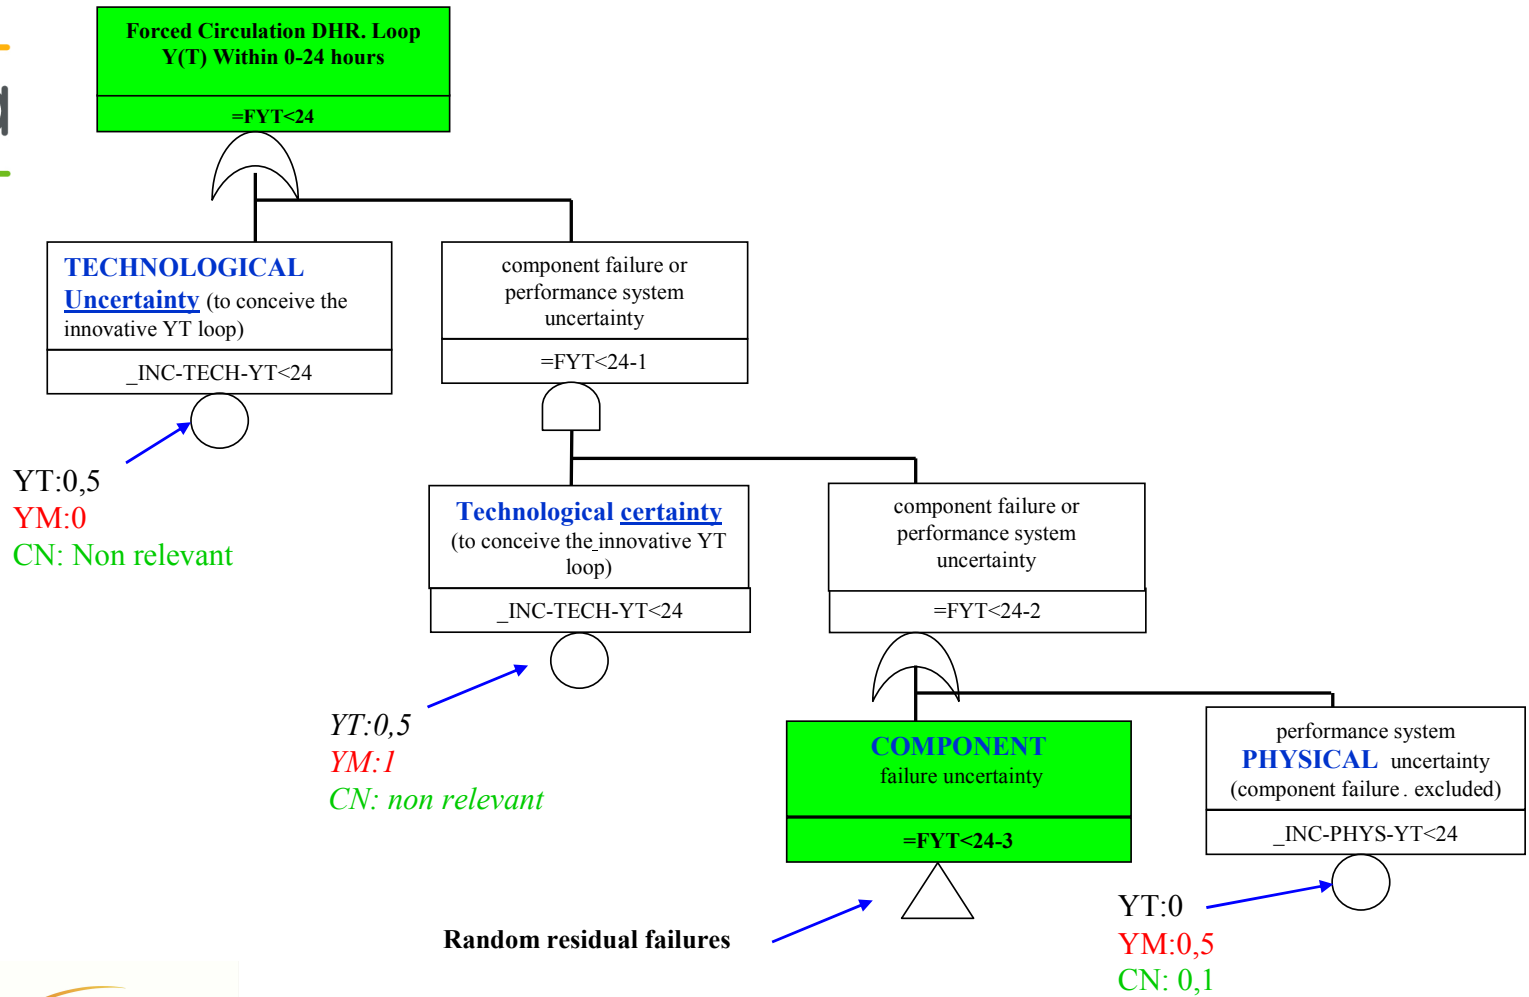 Forced Circulation DHR. Loop
Y(T) Within 0-24 hours
=FYT<24
TECHNOLOGICAL
Uncertainty (to conceive the
innovative YT loop)
_INC-TECH-YT<24
component failure or
performance system
uncertainty
=FYT<24-1
YT:0,5
YM:0
CN: Non relevant
Technological certainty
(to conceive the innovative YT
loop)
_INC-TECH-YT<24
component failure or
performance system
uncertainty
=FYT<24-2
YT:0,5
YM:1
CN: non relevant
COMPONENT
failure uncertainty
=FYT<24-3
performance system
PHYSICAL uncertainty
(component failure . excluded)
_INC-PHYS-YT<24
Random residual failures
YT:0
YM:0,5
CN: 0,1